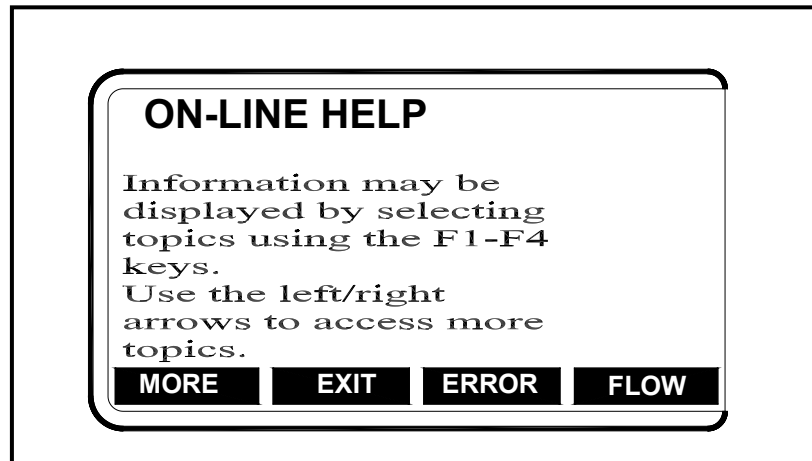 ON-LINE HELP
Information may be
displayed by selecting
topics using the F1-F4
keys.
Use the left/right
arrows to access more
topics.
MORE EXIT ERROR FLOW